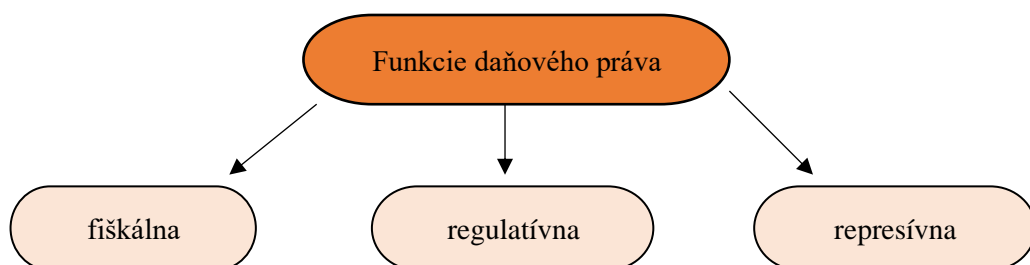 Funkcie daňového práva
fiškálna
regulatívna
represívna